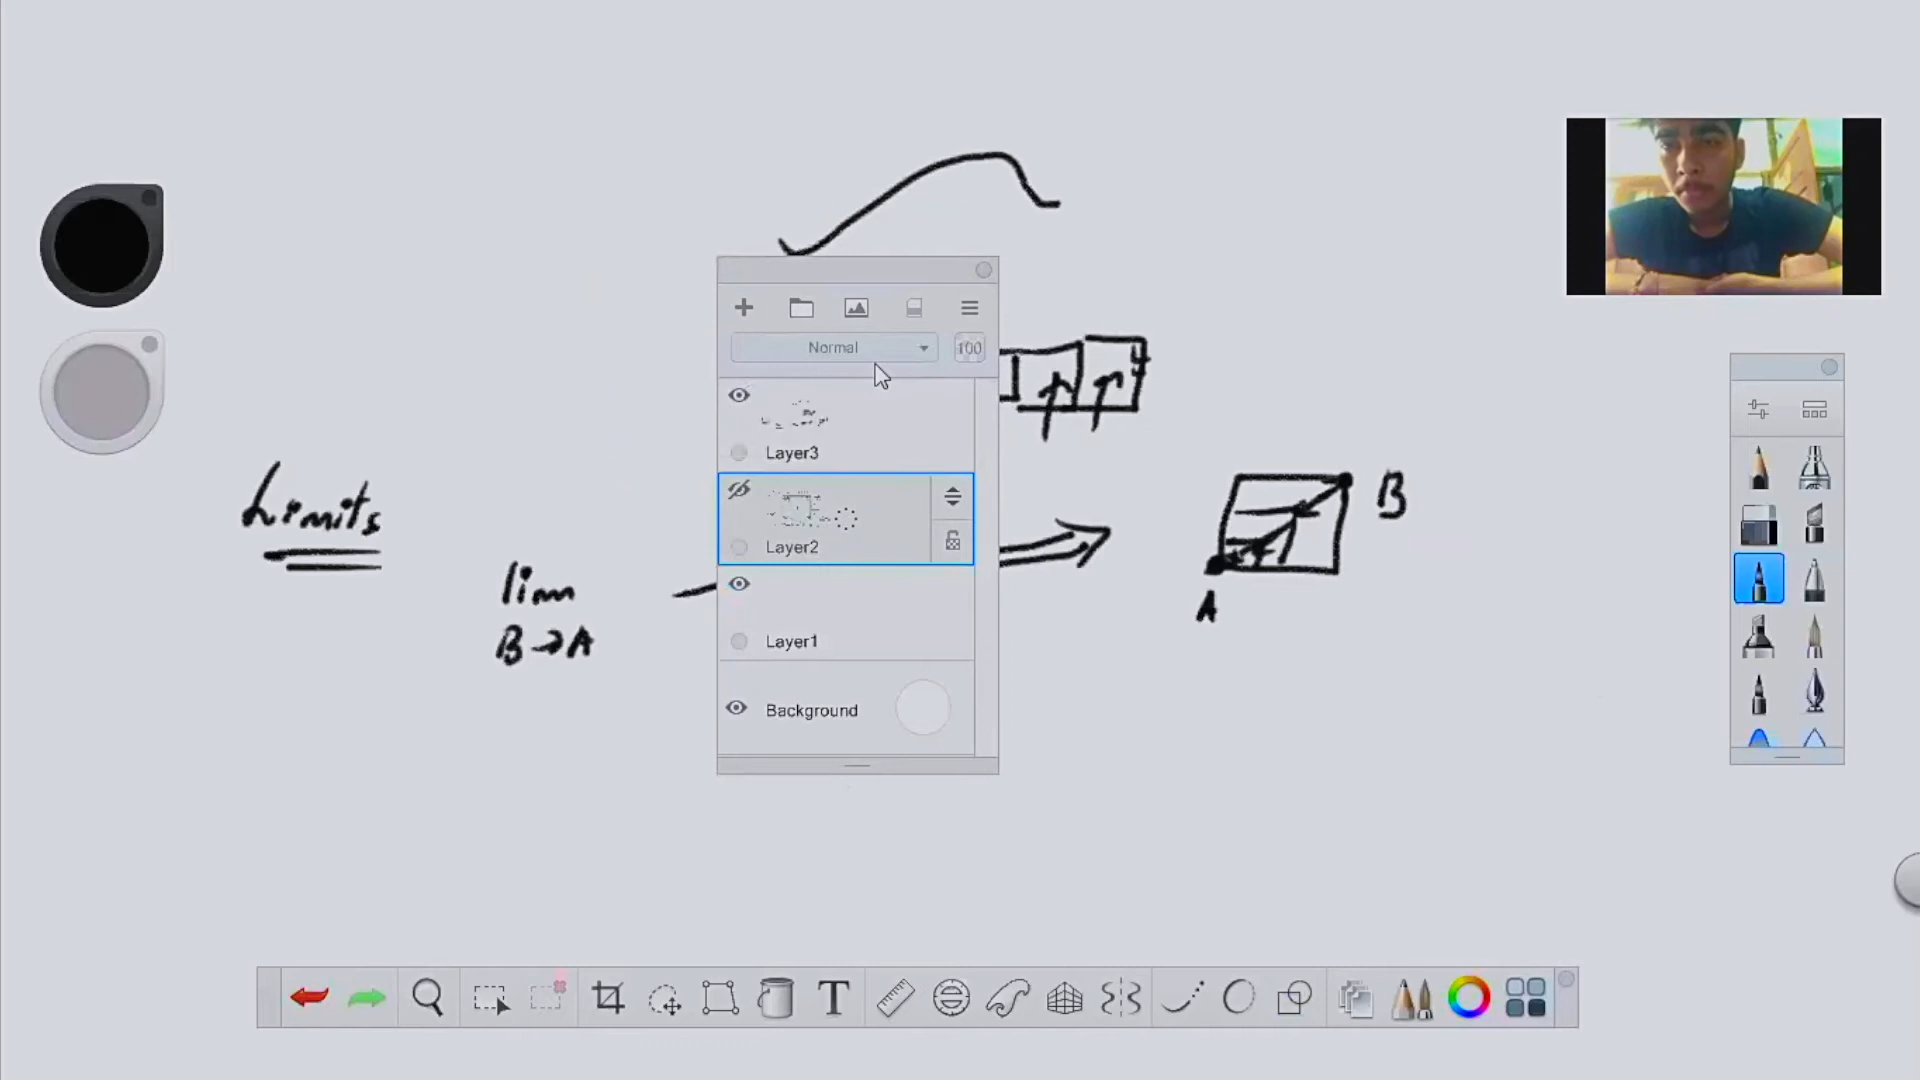 Normal
100
Layer3
Limits
B
Layer2
lim
A
B→A
Layer1
Background
T